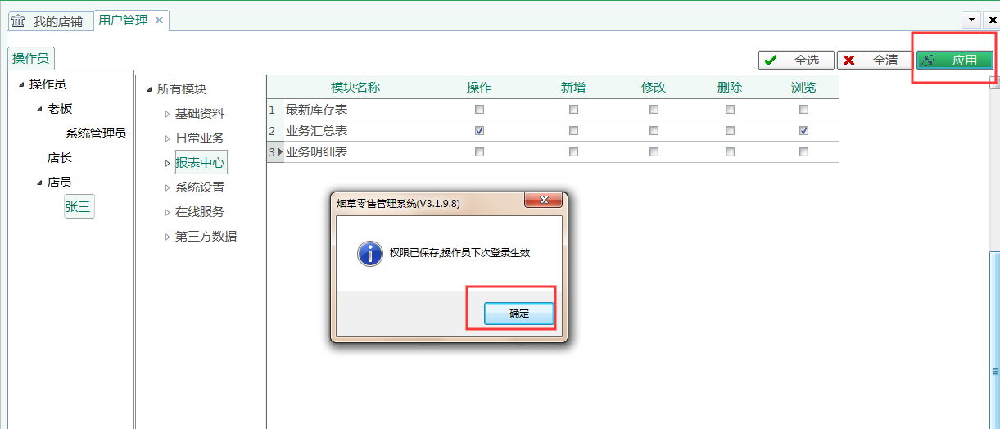 我的店铺 用户管理
操作员
全选 全清 应用
操作员
老板
系统管理员
店长
店员
张三
所有模块
基础资料
日常业务
报表中心
系统设置
在线服务
第三方数据
模块名称 操作 新增 修改 删除 浏览
1 最新库存表
2 业务汇总表
3 业务明细表
烟草零售管理系统(V3.1.9.8)
权限已保存,操作员下次登录生效
确定